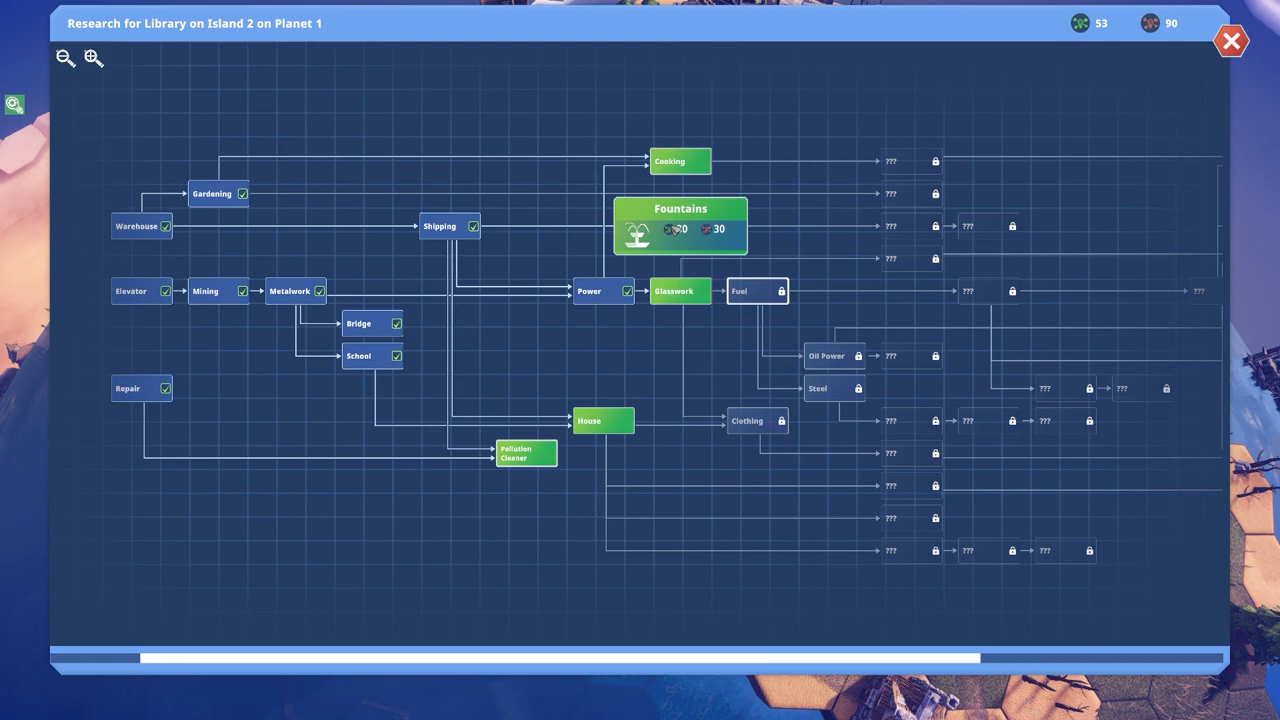 Research for Library on Island 2 on Planet 1
53
90
Cooking
???
Gardening
???
Fountains
30
Warehouse
Shipping
???
???
???
Elevator
Mining
Metalwork
Power
Glasswork
Fuel
???
???
Bridge
School
Oil Power
???
Repair
Steel
???
???
House
Clothing
???
???
???
Pollution
Cleaner
???
???
???
???
???
???